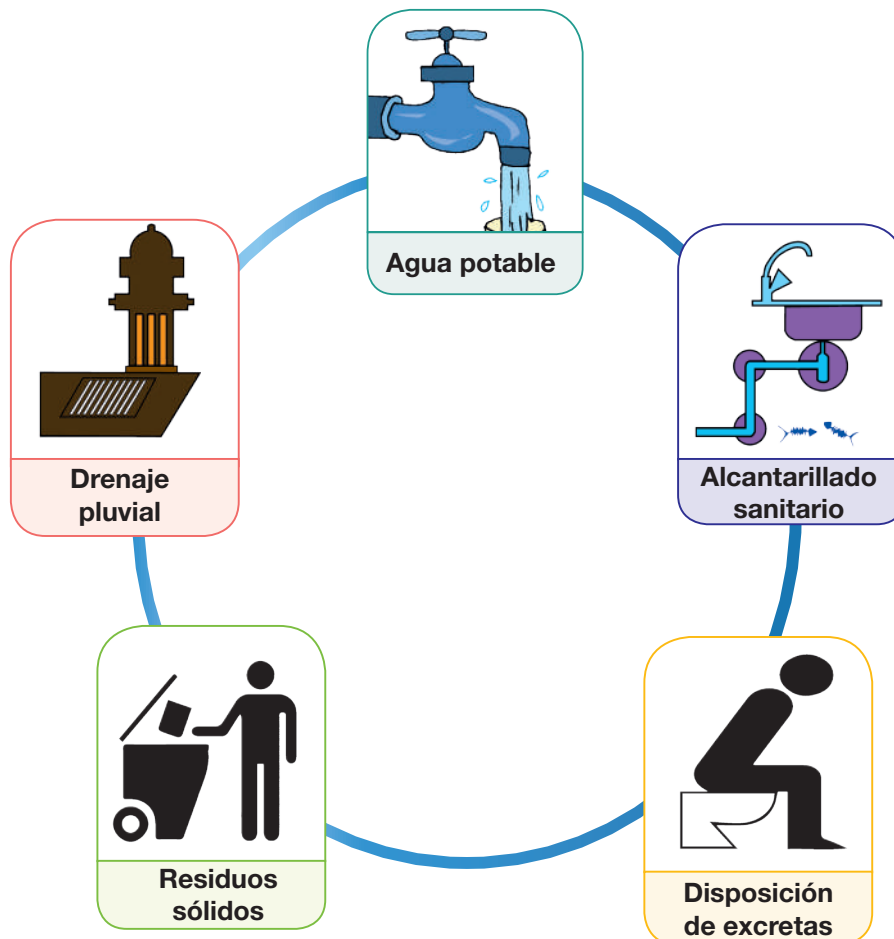 Agua potable
Alcantarillado
sanitario
Disposición
de excretas
Residuos
sólidos
Drenaje
pluvial